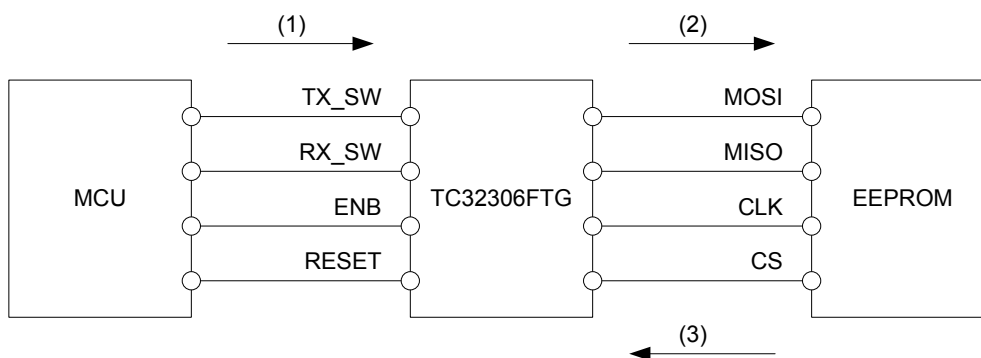 (1) (2)
TX_SW MOSI
RX_SW MISO
MCU TC32306FTG EEPROM
ENB CLK
RESET CS
(3)